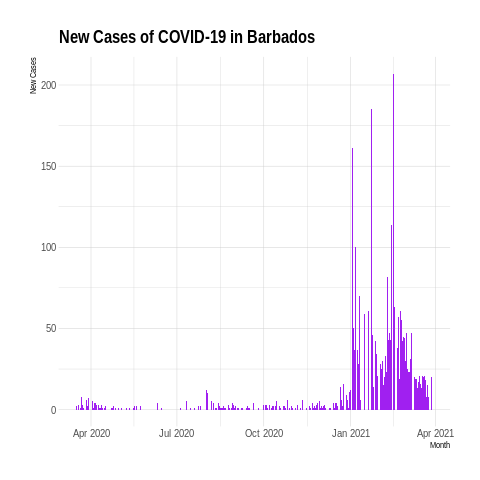 New Cases of COVID-19 in Barbados
New Cases
200
150
100
50
0
Apr 2020 Jul 2020 Oct 2020 Jan 2021 Apr 2021
Month